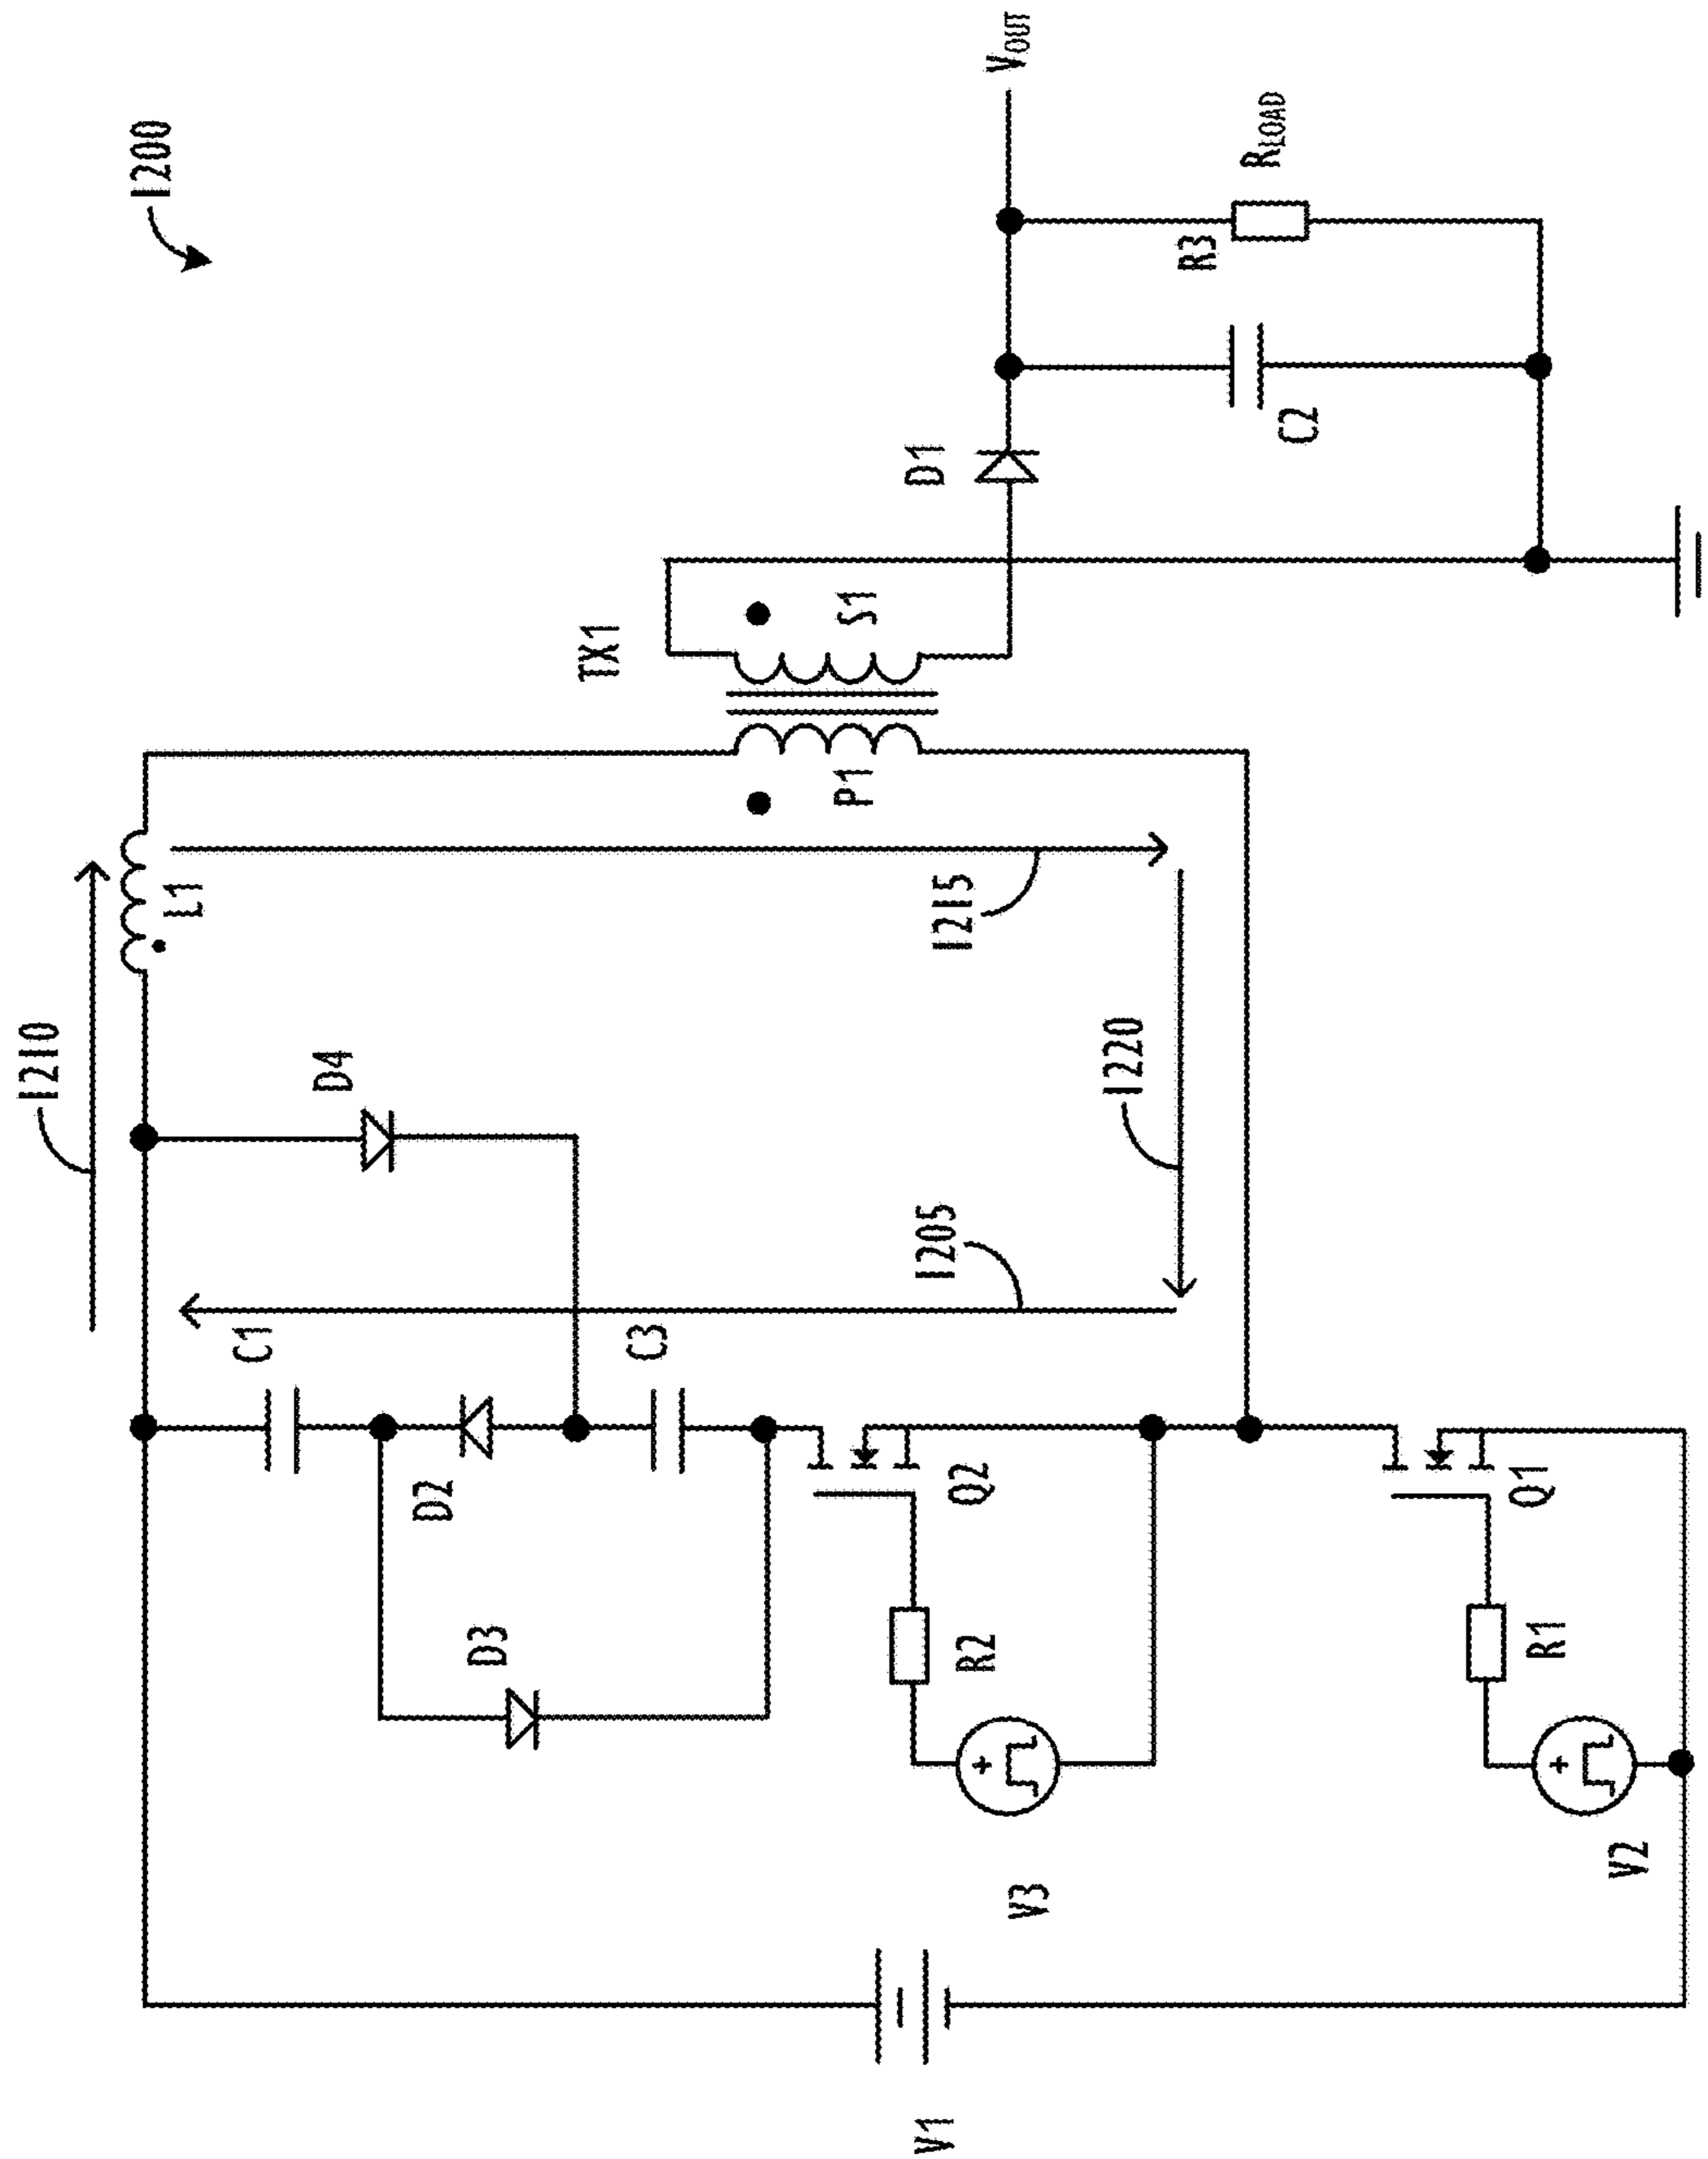 1200
1210
L1
D4
C1
D2
D3
C3
1205
1215
1220
TX1
P1
S1
D1
VOUT
R3
RLOAD
C2
Q2
R2
+
V3
Q1
R1
+
V2
V1